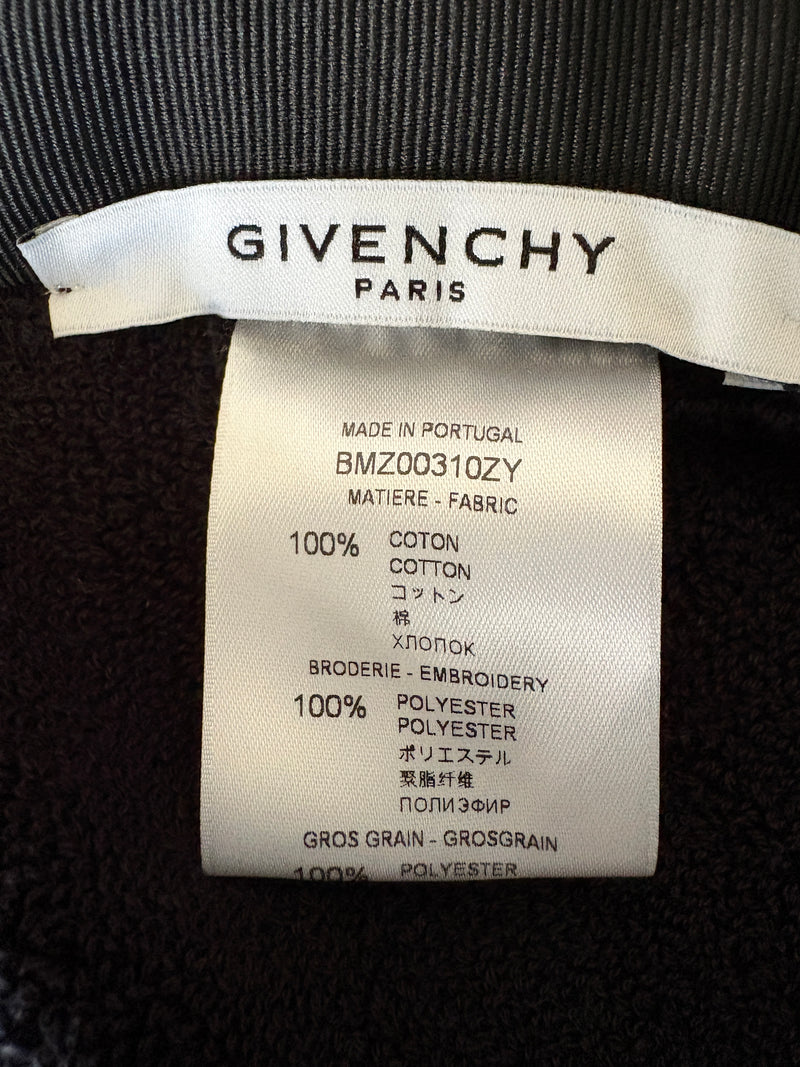 GIVENCHY
PARIS
MADE IN PORTUGAL
BMZ00310ZY
MATIERE - FABRIC
100% COTON
COTTON
コットン
棉
ХЛОПОК
BRODERIE - EMBROIDERY
100% POLYESTER
POLYESTER
ポリエステル
聚脂纤维
ПОЛИЭФИР
GROS GRAIN - GROSGRAIN
100% POLYESTER